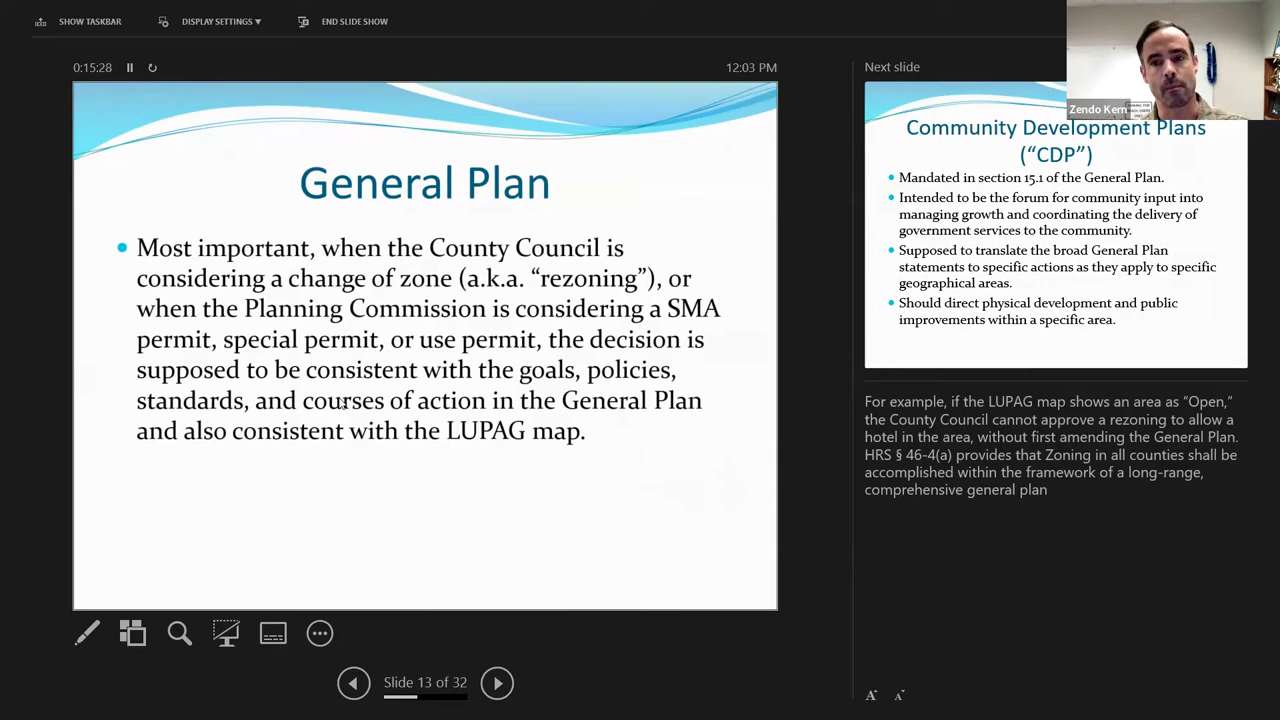 SHOW TASKBAR
DISPLAY SETTINGS ▼
END SLIDE SHOW
0:15:28
12:03 PM
General Plan
• Most important, when the County Council is
considering a change of zone (a.k.a. “rezoning”), or
when the Planning Commission is considering a SMA
permit, special permit, or use permit, the decision is
supposed to be consistent with the goals, policies,
standards, and courses of action in the General Plan
and also consistent with the LUPAG map.
Slide 13 of 32
Next slide
Zendo Kern
Community Development Plans
(“CDP”)
• Mandated in section 15.1 of the General Plan.
• Intended to be the forum for community input into
managing growth and coordinating the delivery of
government services to the community.
• Supposed to translate the broad General Plan
statements to specific actions as they apply to specific
geographical areas.
• Should direct physical development and public
improvements within a specific area.
For example, if the LUPAG map shows an area as “Open,”
the County Council cannot approve a rezoning to allow a
hotel in the area, without first amending the General Plan.
HRS § 46-4(a) provides that Zoning in all counties shall be
accomplished within the framework of a long-range,
comprehensive general plan
A A